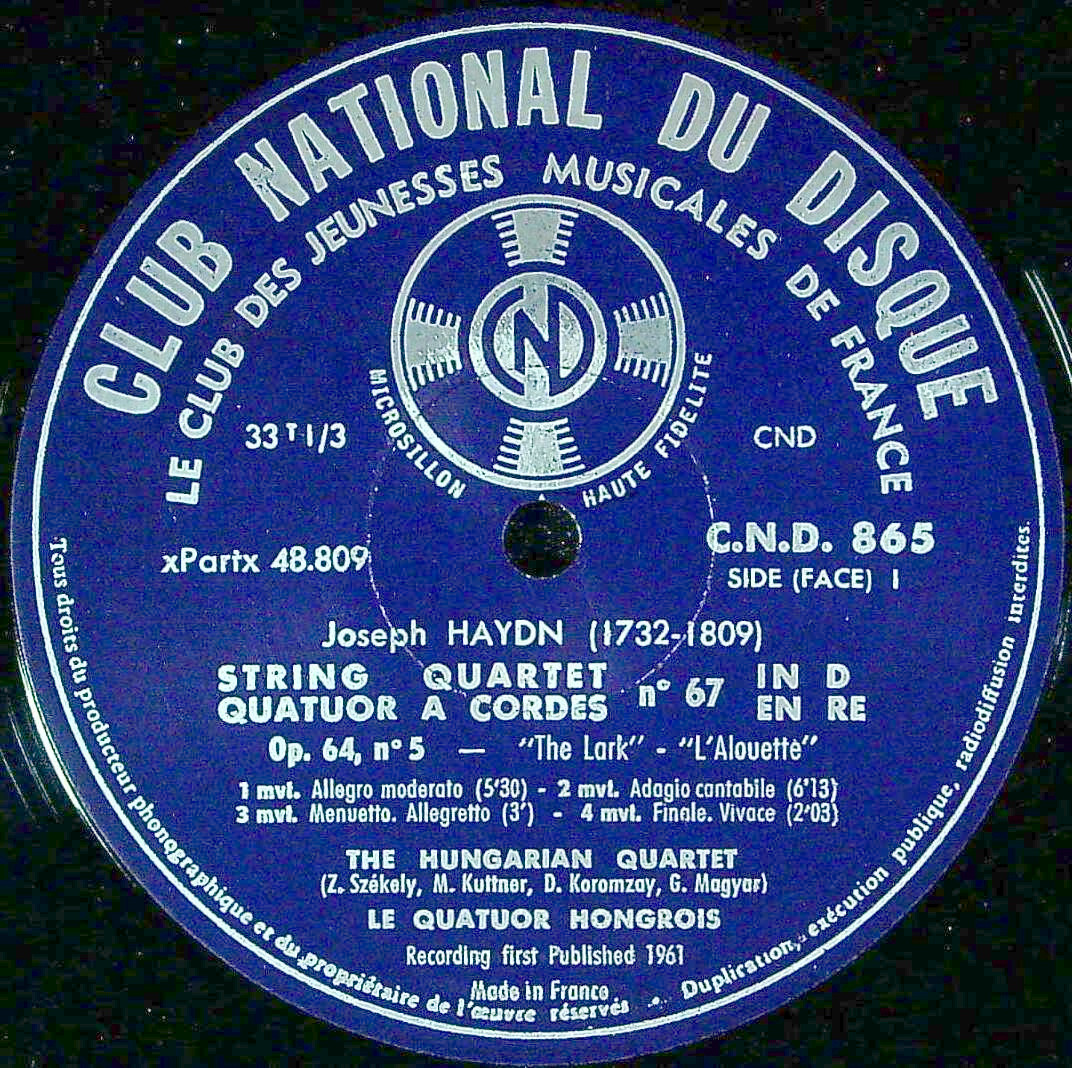 CLUB NATIONAL DU DISQUE
LE CLUB DES JEUNESSES MUSICALES DE FRANCE
N
MICROSILLON
HAUTE FIDELITE
33 T 1/3
CND
xPartx 48.809
C.N.D. 865
SIDE (FACE) 1
Joseph HAYDN (1732-1809)
STRING QUARTET n° 67 IN D
QUATUOR A CORDES EN RE
Op. 64, n° 5 — "The Lark" - "L'Alouette"
1 mvt. Allegro moderato (5'30) - 2 mvt. Adagio cantabile (6'13)
3 mvt. Menuetto. Allegretto (3') - 4 mvt. Finale. Vivace (2'03)
THE HUNGARIAN QUARTET
(Z. Székely, M. Kuttner, D. Koromzay, G. Magyar)
LE QUATUOR HONGROIS
Recording first Published 1961
Made in France
Tous droits du producteur phonographique et du propriétaire de l'œuvre réservés . Duplication, exécution publique, radiodiffusion interdites.